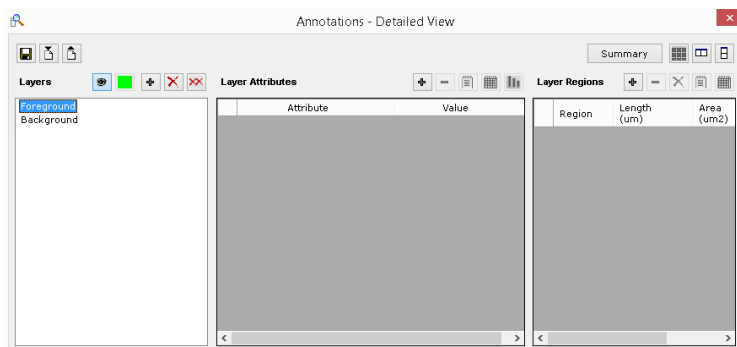 Annotations - Detailed View
Summary
Layers
Layer Attributes
Layer Regions
Foreground
Background
Attribute Value
Region Length (um) Area (um2)